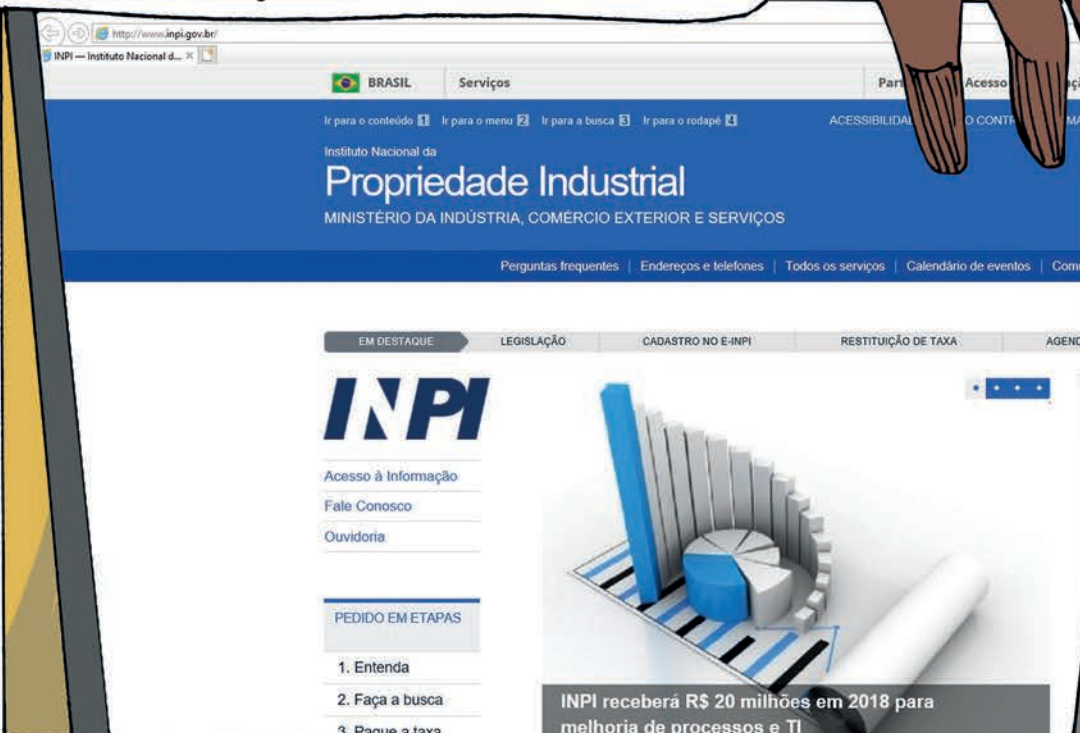 http://www.inpi.gov.br/
INPI — Instituto Nacional d...
BRASIL Serviços Acesso
Ir para o conteúdo 1 Ir para o menu 2 Ir para a busca 3 Ir para o rodapé 4
Instituto Nacional da
Propriedade Industrial
MINISTÉRIO DA INDÚSTRIA, COMÉRCIO EXTERIOR E SERVIÇOS
Perguntas frequentes | Endereços e telefones | Todos os serviços | Calendário de eventos |
EM DESTAQUE LEGISLAÇÃO CADASTRO NO E-INPI RESTITUIÇÃO DE TAXA
INPI
Acesso à Informação
Fale Conosco
Ouvidoria
PEDIDO EM ETAPAS
1. Entenda
2. Faça a busca
3. Pague a taxa
INPI receberá R$ 20 milhões em 2018 para
melhoria de processos e TI